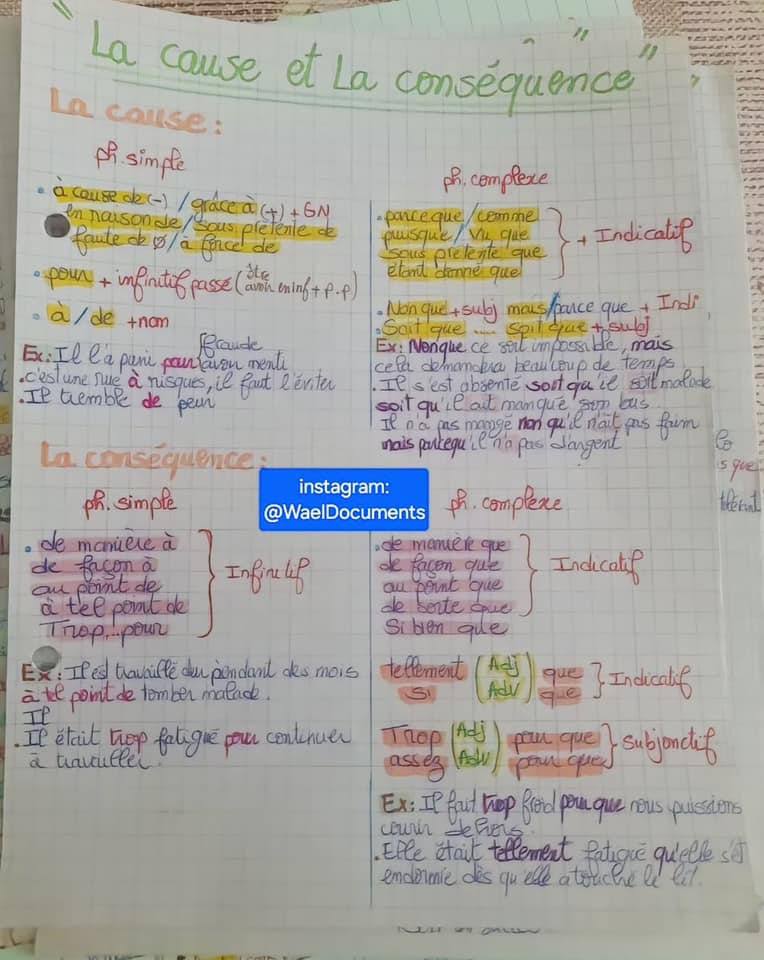 "La cause et La conséquence"
La cause :
ph.simple
• à cause de (-) / grâce à (+) + GN
en raison de / sous prétente de
faute de ∅ / à force de
• pour + infinitif passé (être avoir en inf + p.p)
• à / de + nom
Ex: Il l'a puni pour {fraude
avoir menti
• c'est une rue à risques, il faut l'éviter
• Il tremble de peur
ph.complexe
• parce que / comme
puisque / Vu que
sous prétente que
étant donné que
} + Indicatif
• Non que + subj mais/parce que + Indi
• Soit que .... soit que + subj
Ex: Nonque ce soit impossible, mais
cela demandera beaucoup de temps
• Il s'est absenté soit qu'il soit malade
soit qu'il ait manqué son bus
Il n'a pas mangé non qu'il n'ait pas faim
mais parcequ'il n'a pas d'argent
La conséquence :
ph.simple
• de manière à
de façon à
au point de
à tel point de
Trop...pour
} Infinitif
Ex: Il est travaillé dur pendant des mois
à tel point de tomber malade.
Il
• Il était trop fatigué pour continuer
à travailler.
instagram:
@WaelDocuments
ph.complexe
• de manière que
de façon que
au point que
de sorte que
Si bien que
} Indicatif
tellement (Adj) que
si (Adv) que
} Indicatif
Trop (Adj) pour que
assez (Adv) pour que
} Subjonctif
Ex: Il fait trop froid pour que nous puissions
courir dehors.
• Elle était tellement fatigué qu'elle s'est
endormie dès qu'elle a touché le lit.